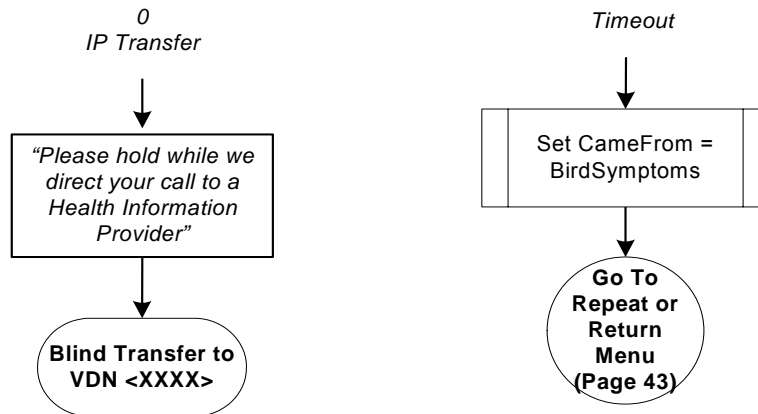 0
IP Transfer
“Please hold while we
direct your call to a
Health Information
Provider”
Blind Transfer to
VDN <XXXX>
Timeout
Set CameFrom =
BirdSymptoms
Go To
Repeat or
Return
Menu
(Page 43)